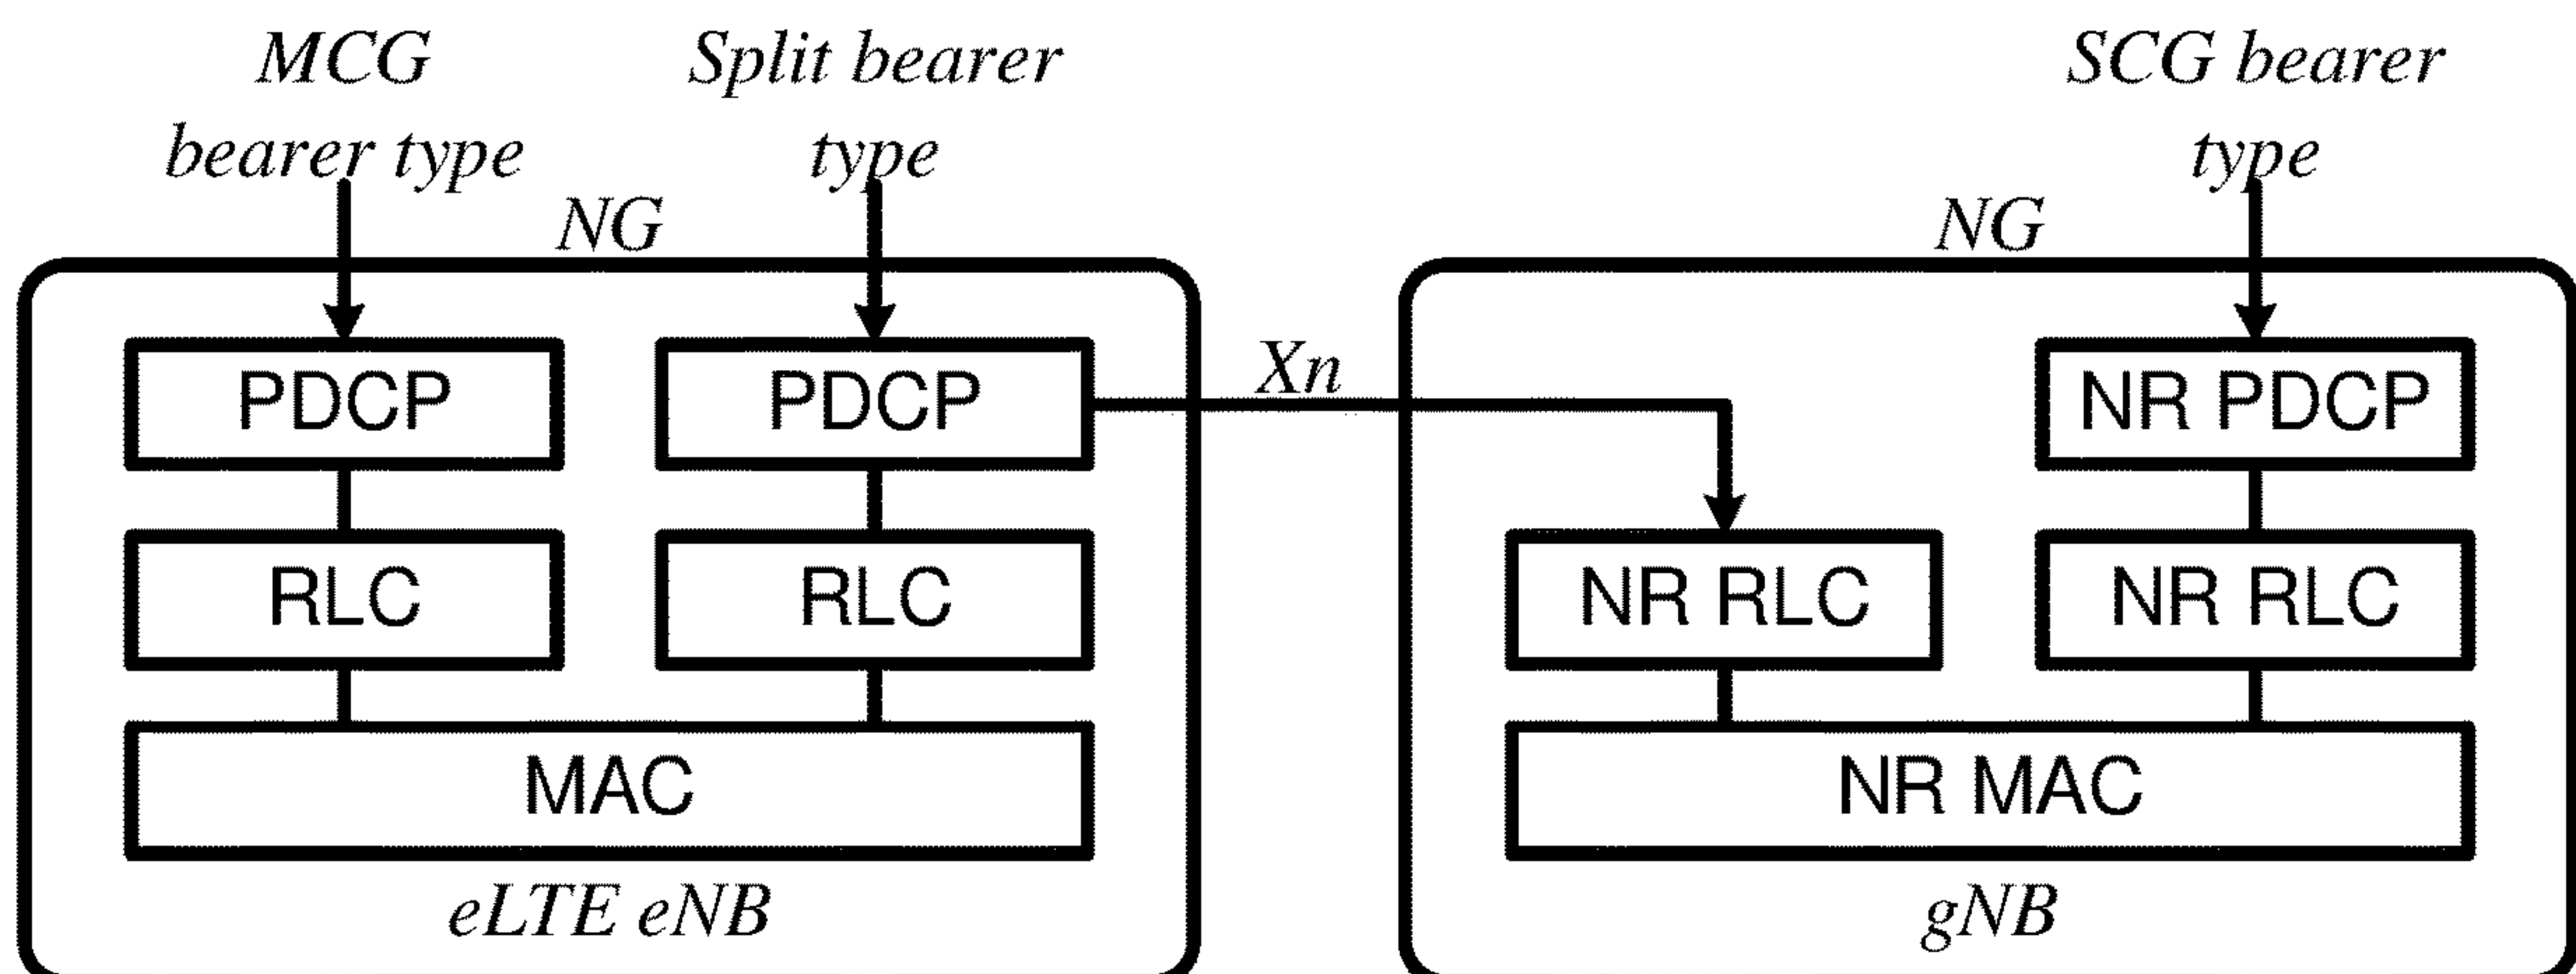 MCG
bearer type
Split bearer
type
SCG bearer
type
NG
NG
Xn
PDCP
PDCP
NR PDCP
RLC
RLC
NR RLC
NR RLC
MAC
NR MAC
eLTE eNB
gNB